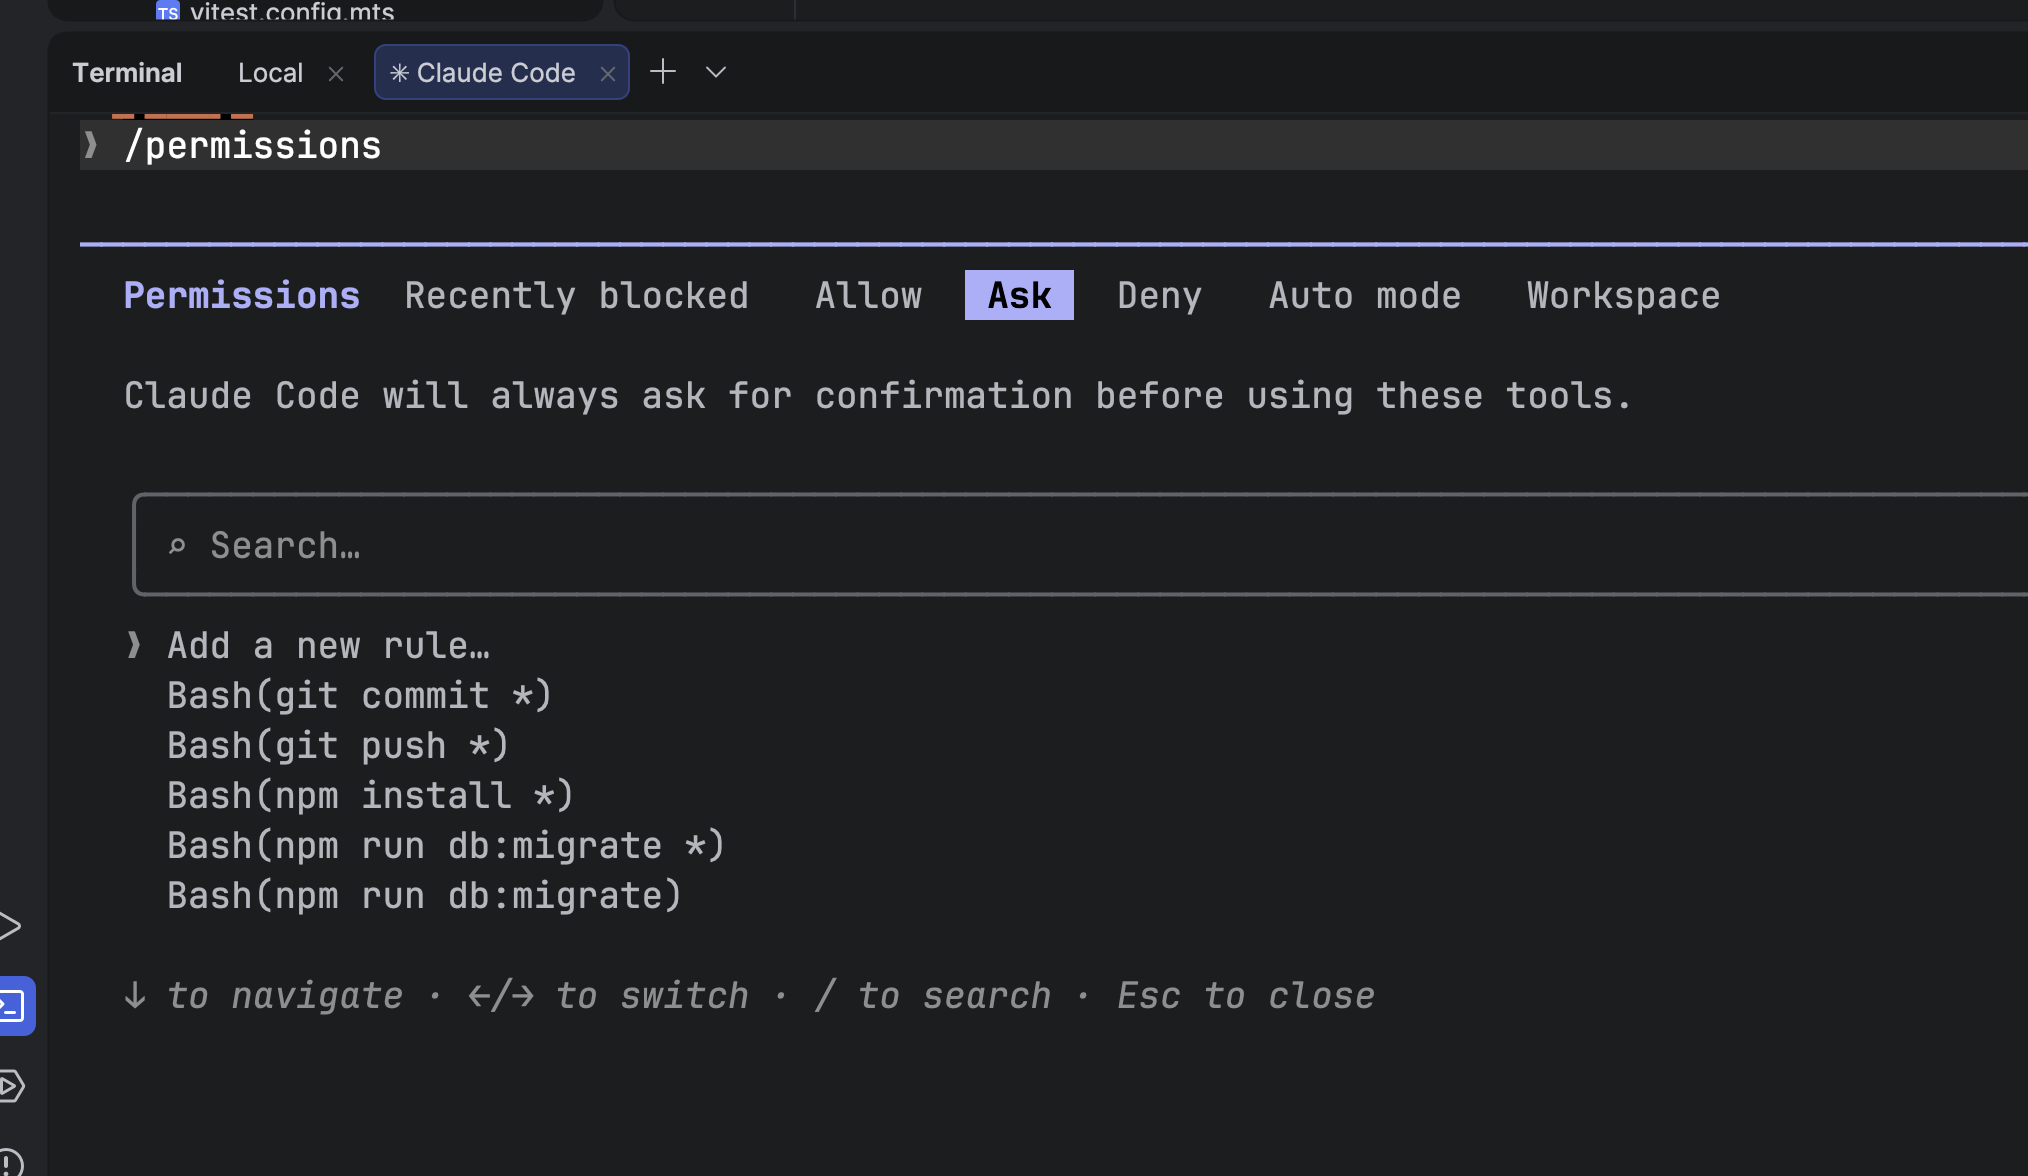 TS vitest.config.mts
Terminal Local × ✳ Claude Code × +
❯ /permissions
Permissions Recently blocked Allow Ask Deny Auto mode Workspace
Claude Code will always ask for confirmation before using these tools.
⌕ Search…
❯ Add a new rule…
Bash(git commit *)
Bash(git push *)
Bash(npm install *)
Bash(npm run db:migrate *)
Bash(npm run db:migrate)
↓ to navigate · ←/→ to switch · / to search · Esc to close